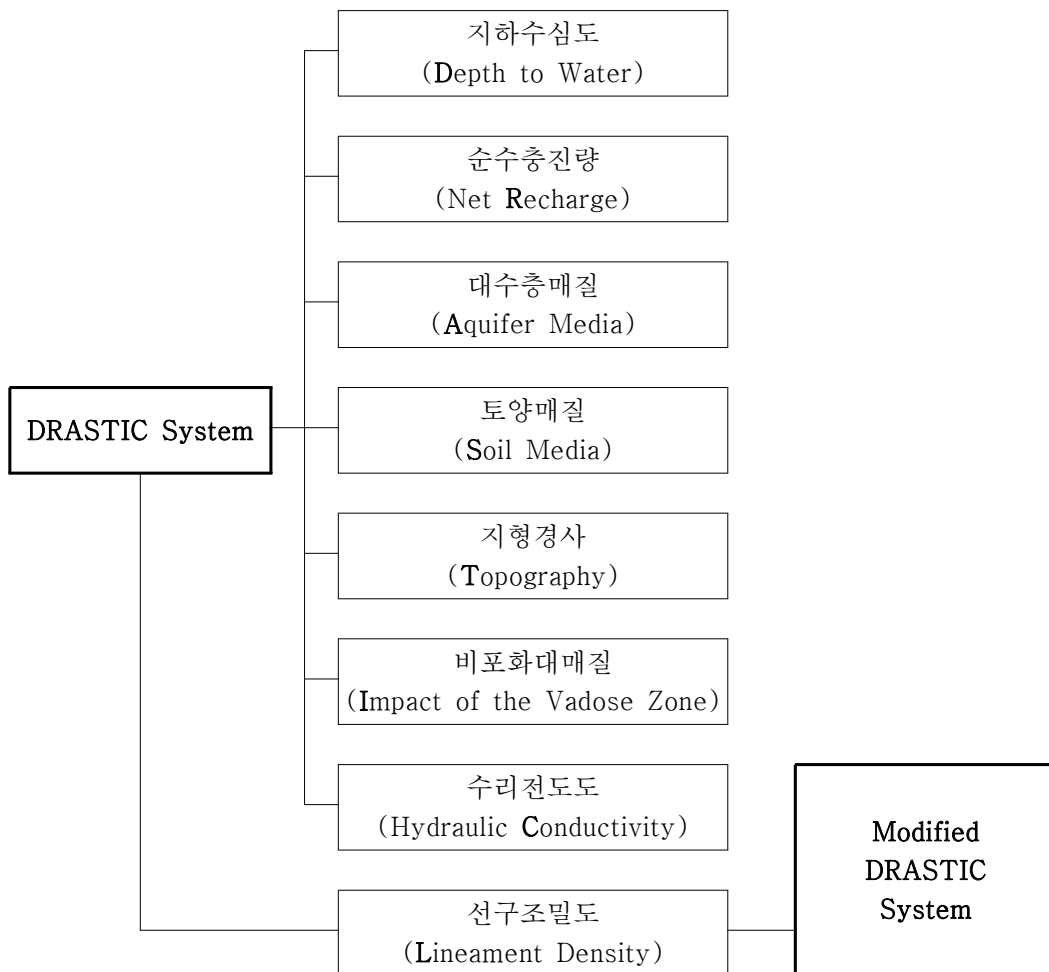 지하수심도
(Depth to Water)
순수충진량
(Net Recharge)
대수층매질
(Aquifer Media)
DRASTIC System
토양매질
(Soil Media)
지형경사
(Topography)
비포화대매질
(Impact of the Vadose Zone)
수리전도도
(Hydraulic Conductivity)
선구조밀도
(Lineament Density)
Modified
DRASTIC
System